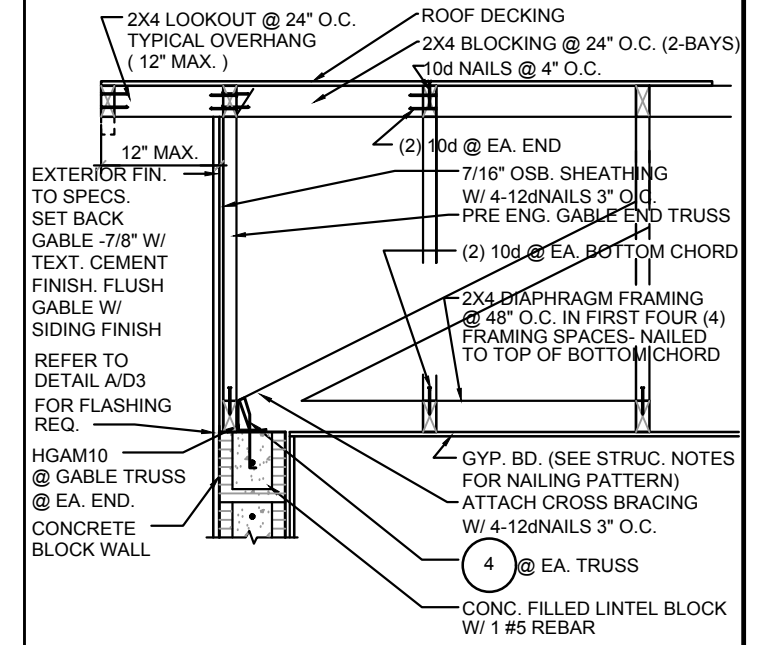 2X4 LOOKOUT @ 24" O.C.
TYPICAL OVERHANG
( 12" MAX. )
ROOF DECKING
2X4 BLOCKING @ 24" O.C. (2-BAYS)
10d NAILS @ 4" O.C.
(2) 10d @ EA. END
12" MAX.
EXTERIOR FIN.
TO SPECS.
SET BACK
GABLE -7/8" W/
TEXT. CEMENT
FINISH. FLUSH
GABLE W/
SIDING FINISH
7/16" OSB. SHEATHING
W/ 4-12dNAILS 3" O.C.
PRE ENG. GABLE END TRUSS
(2) 10d @ EA. BOTTOM CHORD
2X4 DIAPHRAGM FRAMING
@ 48" O.C. IN FIRST FOUR (4)
FRAMING SPACES- NAILED
TO TOP OF BOTTOM CHORD
REFER TO
DETAIL A/D3
FOR FLASHING
REQ.
HGAM10
@ GABLE TRUSS
@ EA. END.
CONCRETE
BLOCK WALL
GYP. BD. (SEE STRUC. NOTES
FOR NAILING PATTERN)
ATTACH CROSS BRACING
W/ 4-12dNAILS 3" O.C.
4 @ EA. TRUSS
CONC. FILLED LINTEL BLOCK
W/ 1 #5 REBAR